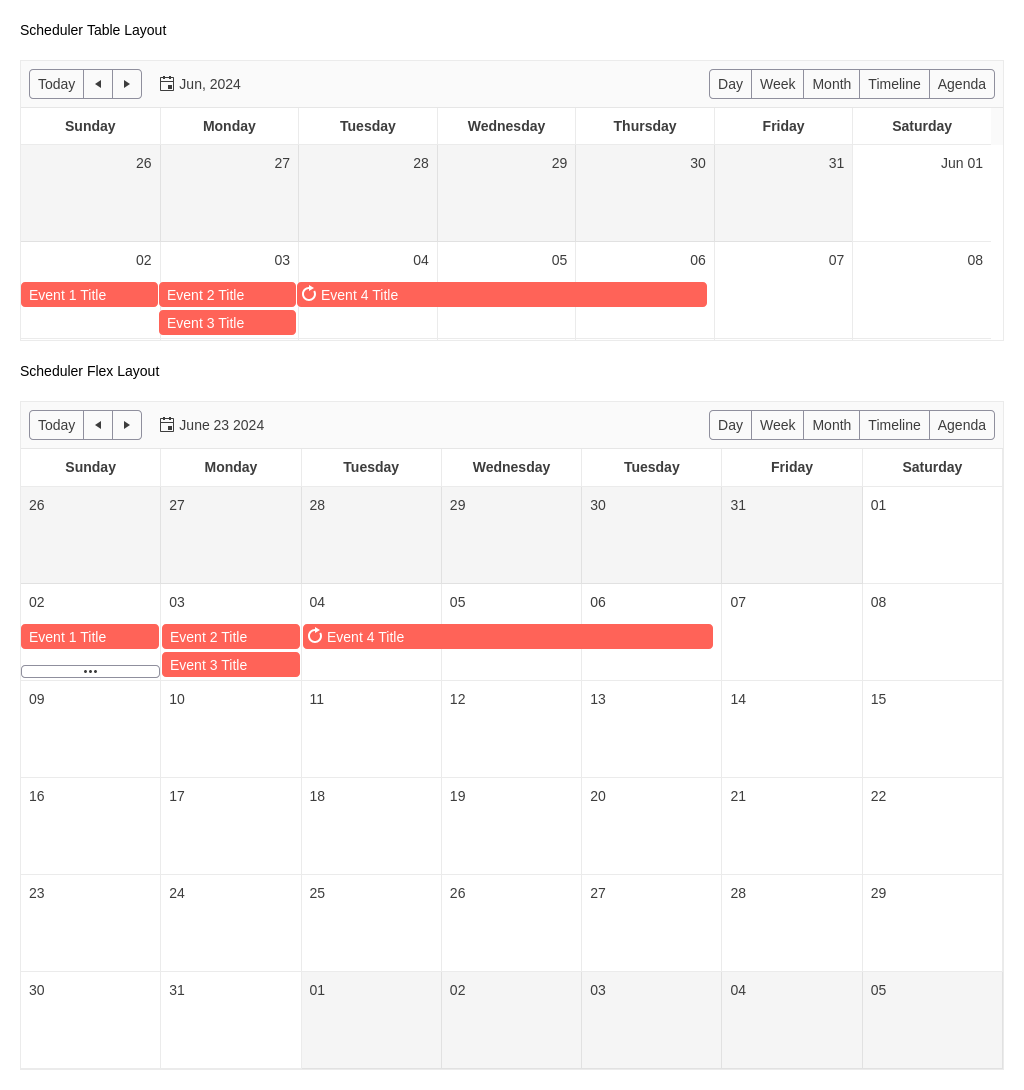 Scheduler Table Layout
Today Jun, 2024 Day Week Month Timeline Agenda
Sunday Monday Tuesday Wednesday Thursday Friday Saturday
26 27 28 29 30 31 Jun 01
02 03 04 05 06 07 08
Event 1 Title Event 2 Title Event 4 Title
Event 3 Title
Scheduler Flex Layout
Today June 23 2024 Day Week Month Timeline Agenda
Sunday Monday Tuesday Wednesday Tuesday Friday Saturday
26 27 28 29 30 31 01
02 03 04 05 06 07 08
Event 1 Title Event 2 Title Event 4 Title
Event 3 Title
09 10 11 12 13 14 15
16 17 18 19 20 21 22
23 24 25 26 27 28 29
30 31 01 02 03 04 05